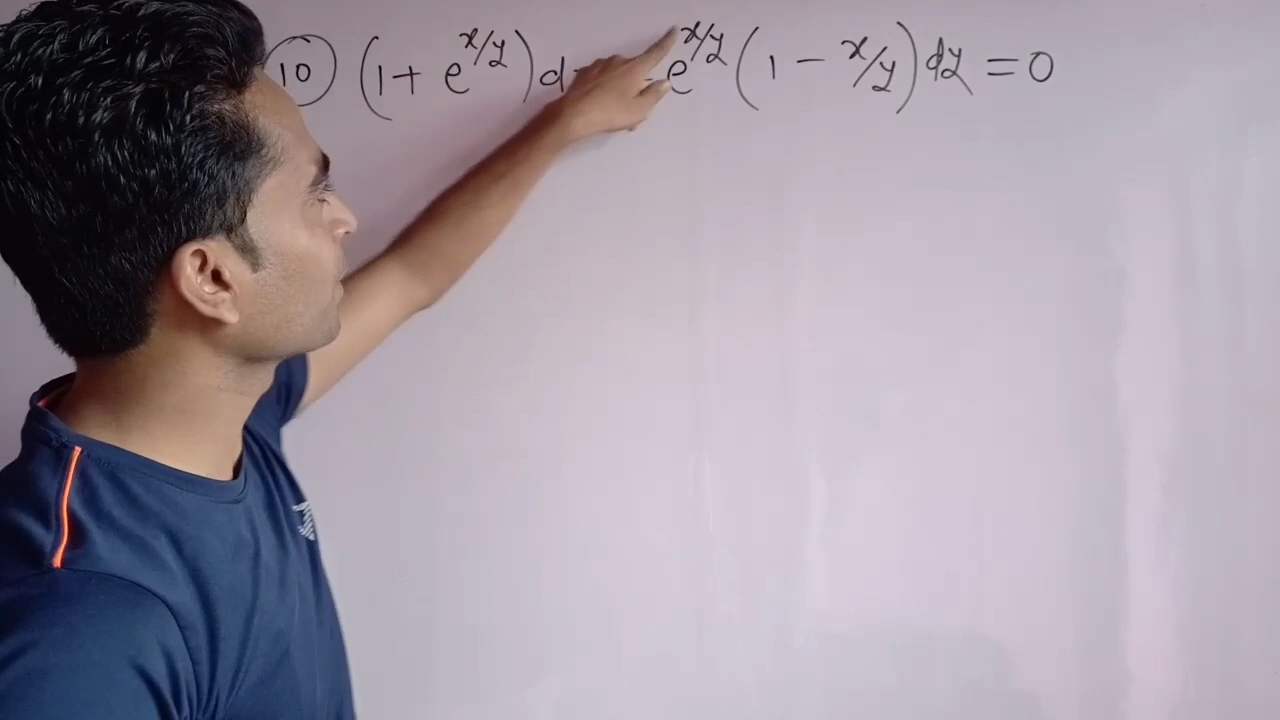 ⑩ (1 + e^{x/y}) d e^{x/y} (1 - x/y) dy = 0